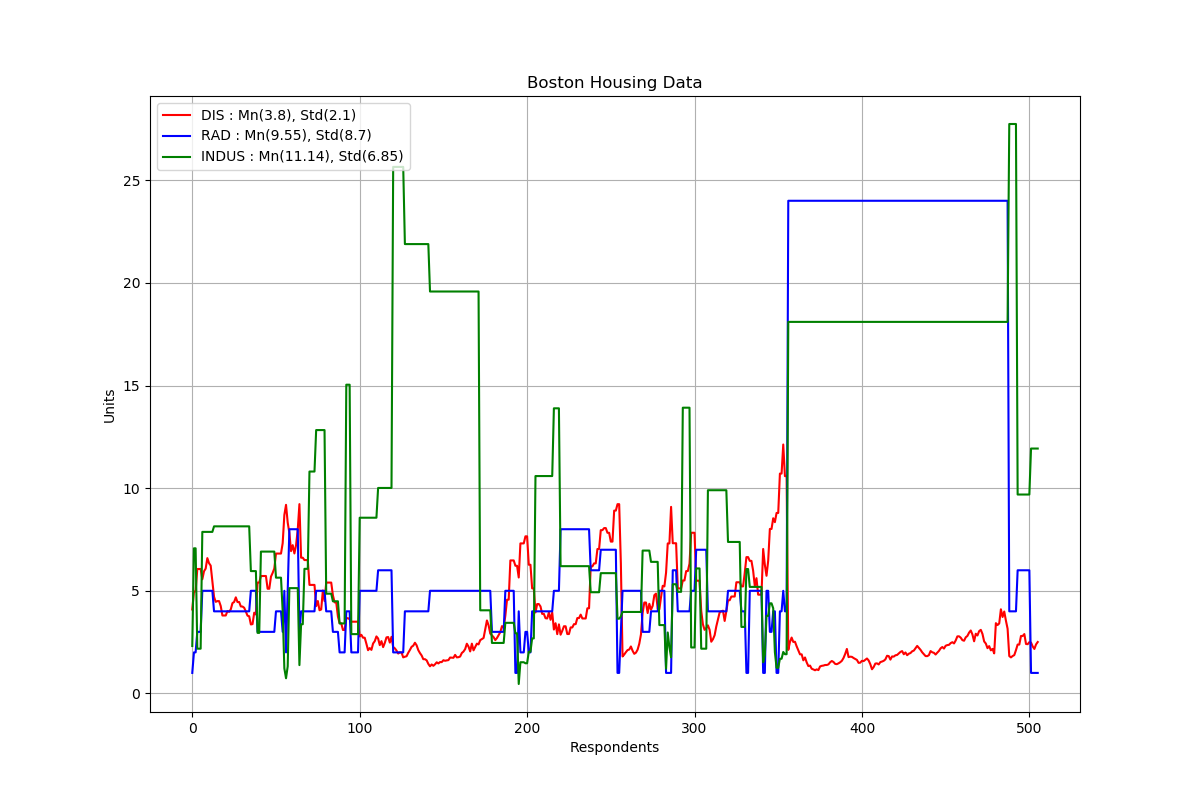 Boston Housing Data
DIS : Mn(3.8), Std(2.1)
RAD : Mn(9.55), Std(8.7)
INDUS : Mn(11.14), Std(6.85)
25
20
15
10
5
0
Units
0 100 200 300 400 500
Respondents